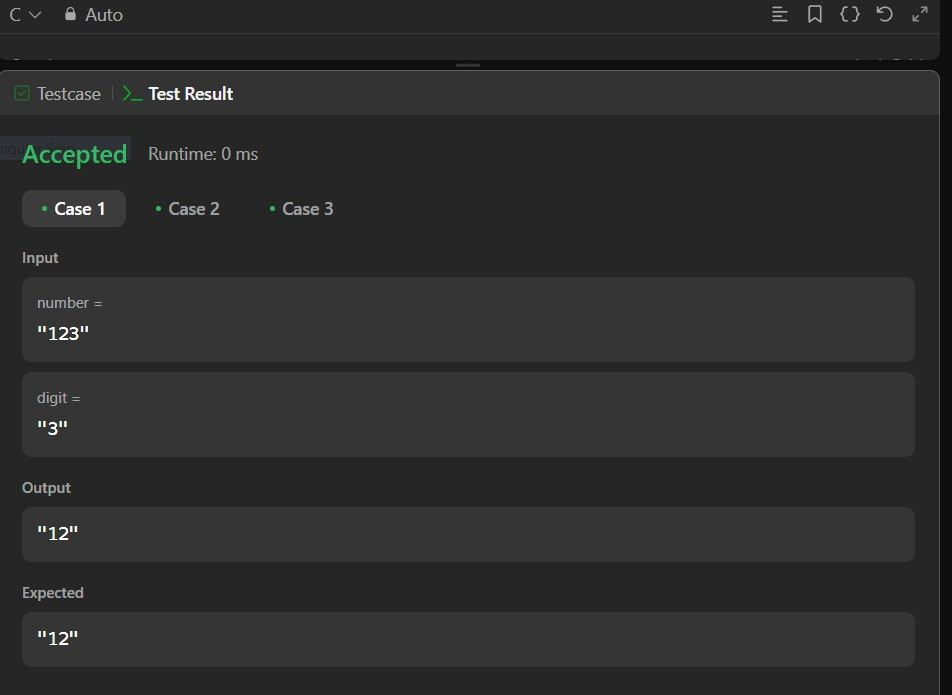 C Auto
Testcase Test Result
Accepted Runtime: 0 ms
Case 1 Case 2 Case 3
Input
number =
"123"
digit =
"3"
Output
"12"
Expected
"12"